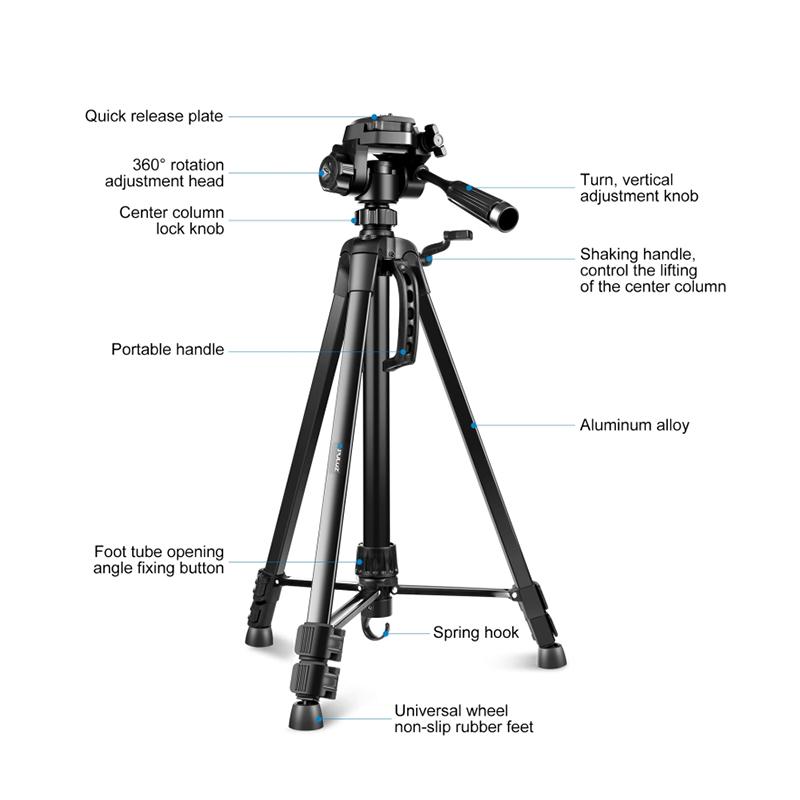 Quick release plate
360° rotation
adjustment head
Center column
lock knob
Turn, vertical
adjustment knob
Shaking handle,
control the lifting
of the center column
Portable handle
Aluminum alloy
PULUZ
Foot tube opening
angle fixing button
Spring hook
Universal wheel
non-slip rubber feet